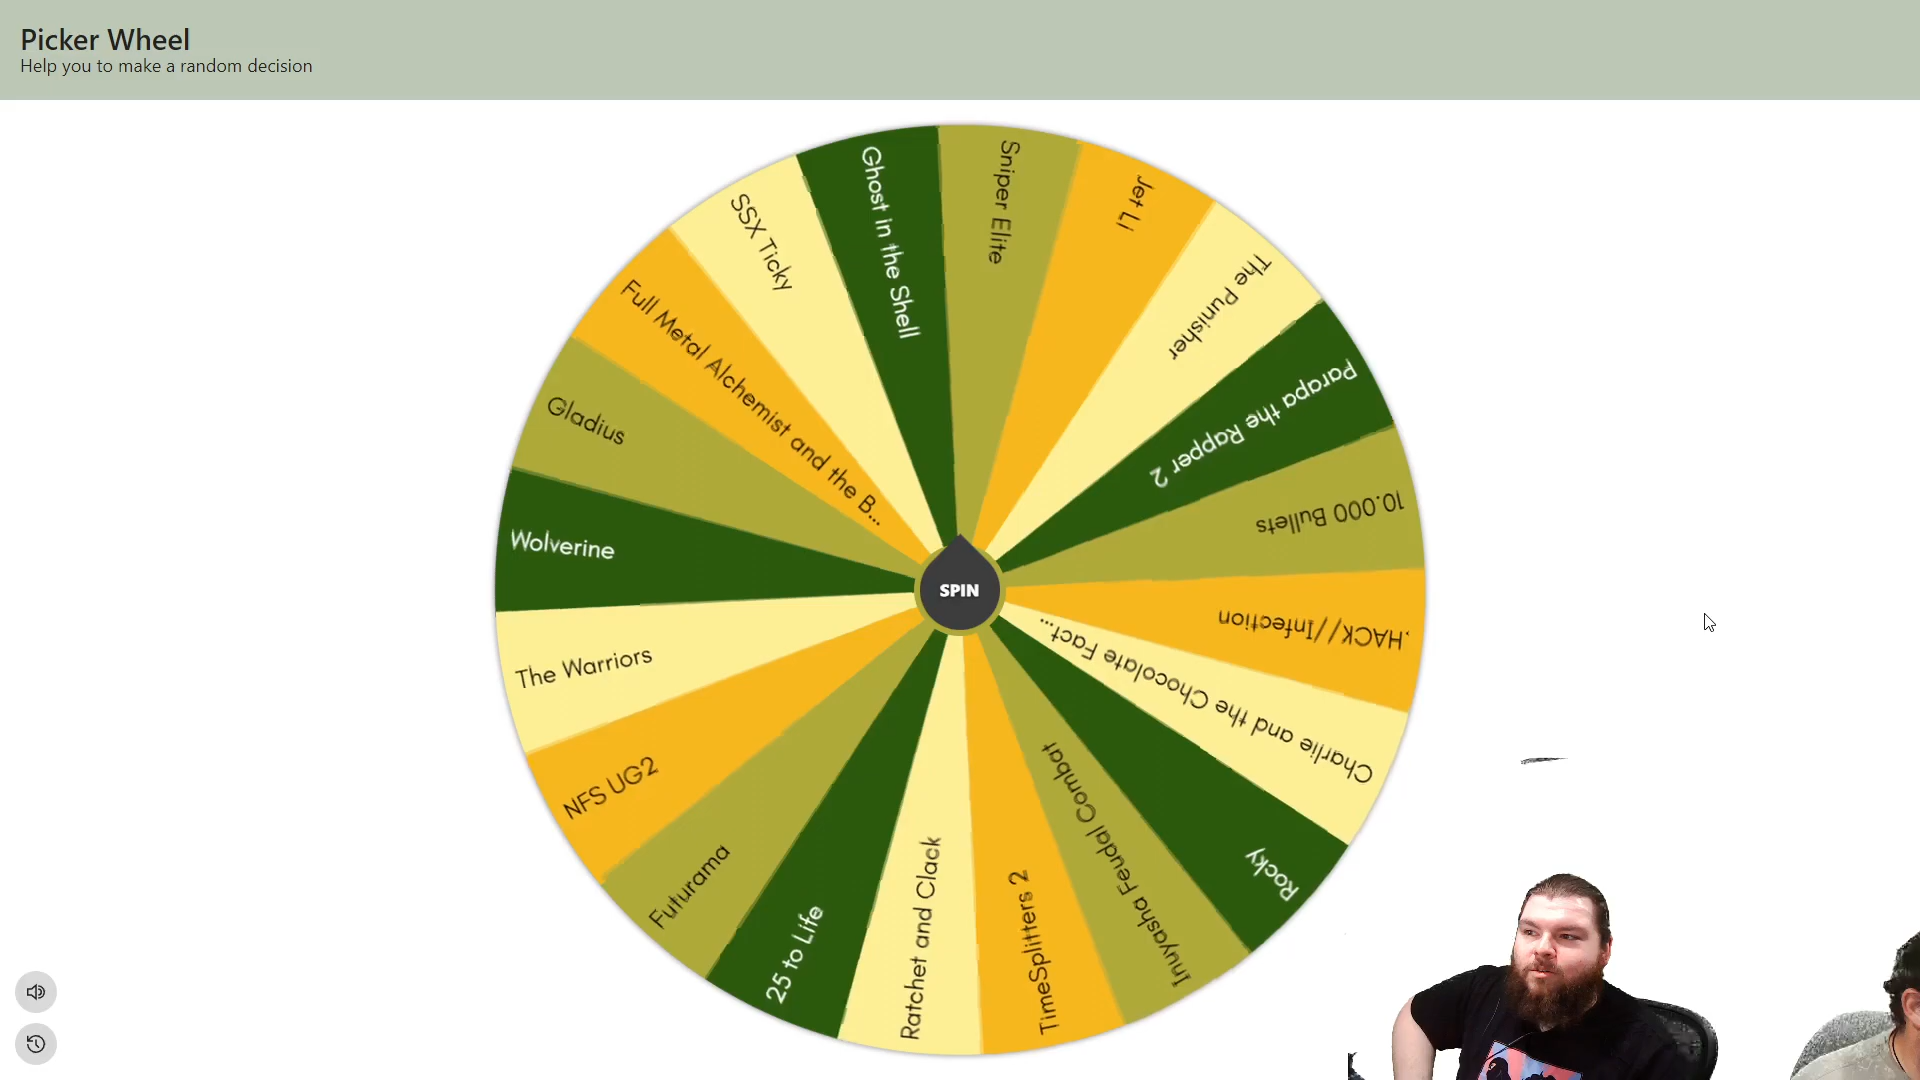 Picker Wheel
Help you to make a random decision
Sniper Elite
Jet Li
The Punisher
Parapa the Rapper 2
10.000 Bullets
.HACK//Infection
Charlie and the Chocolate Fact...
Rocky
Inuyasha Feudal Combat
TimeSplitters 2
Ratchet and Clack
25 to Life
Futurama
NFS UG2
The Warriors
Wolverine
Gladius
Full Metal Alchemist and the B...
SSX Ticky
Ghost in the Shell
SPIN